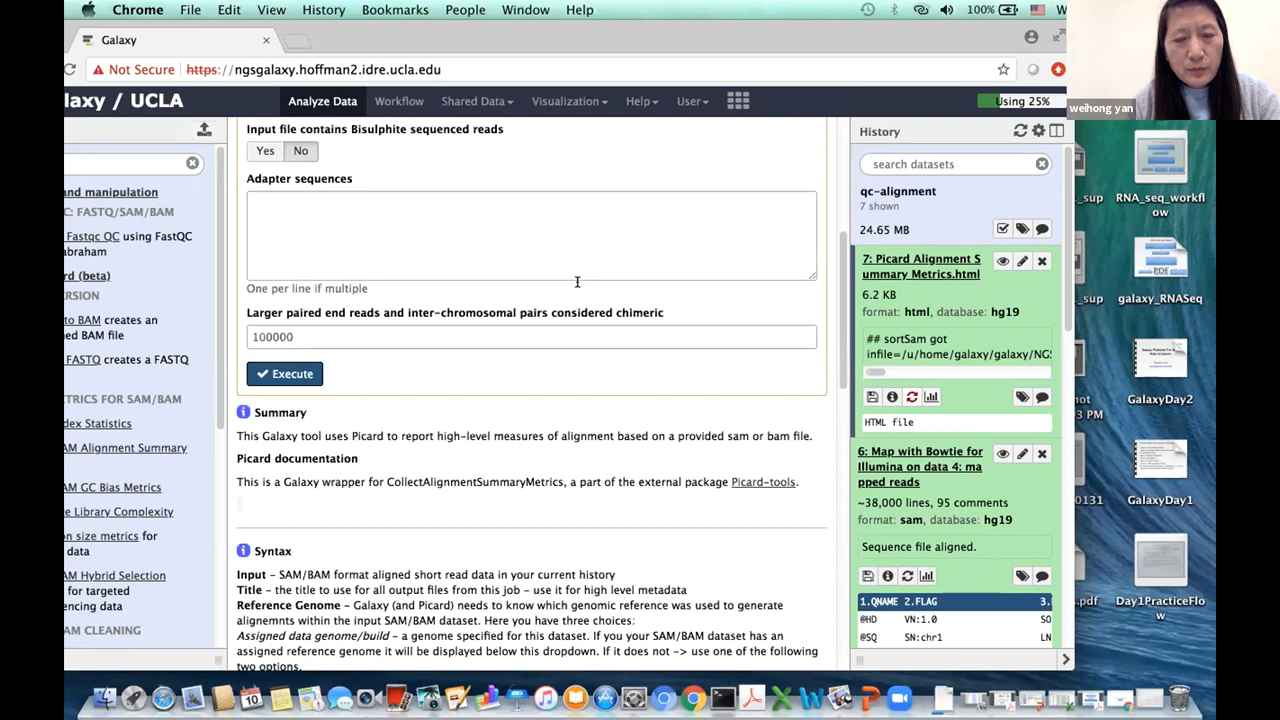 Chrome File Edit View History Bookmarks People Window Help 100% W
Galaxy
Not Secure https://ngsgalaxy.hoffman2.idre.ucla.edu
weihong yan
laxy / UCLA Analyze Data Workflow Shared Data Visualization Help User Using 25%
and manipulation
C: FASTQ/SAM/BAM
Fastqc QC using FastQC
abraham
rd (beta)
ERSION
to BAM creates an
ed BAM file
FASTQ creates a FASTQ
ETRICS FOR SAM/BAM
dex Statistics
AM Alignment Summary
AM GC Bias Metrics
e Library Complexity
on size metrics for
data
AM Hybrid Selection
for targeted
encing data
AM CLEANING
Input file contains Bisulphite sequenced reads
Yes No
Adapter sequences
One per line if multiple
Larger paired end reads and inter-chromosomal pairs considered chimeric
100000
Execute
Summary
This Galaxy tool uses Picard to report high-level measures of alignment based on a provided sam or bam file.
Picard documentation
This is a Galaxy wrapper for CollectAlignmentSummaryMetrics, a part of the external package Picard-tools.
Syntax
Input - SAM/BAM format aligned short read data in your current history
Title - the title to use for all output files from this job - use it for high level metadata
Reference Genome - Galaxy (and Picard) needs to know which genomic reference was used to generate
alignemnts within the input SAM/BAM dataset. Here you have three choices:
Assigned data genome/build - a genome specified for this dataset. If you your SAM/BAM dataset has an
assigned reference genome it will be displayed below this dropdown. If it does not -> use one of the following
two options.
History
search datasets
qc-alignment
7 shown
24.65 MB
7: Picard Alignment S
ummary Metrics.html
6.2 KB
format: html, database: hg19
## sortSam got
infile=/u/home/galaxy/galaxy/NGS
HTML file
6: Map with Bowtie for
Illumina on data 4: ma
pped reads
~38,000 lines, 95 comments
format: sam, database: hg19
Sequence file aligned.
1.QNAME 2.FLAG 3.
@HD VN:1.0 SO
@SQ SN:chr1 LN
_sup
RNA_seq_workfl
ow
_sup
PDF
galaxy_RNASeq
hot
03 PM
GalaxyDay2
0131
GalaxyDay1
s.pdf
Day1PracticeFlo
w
10